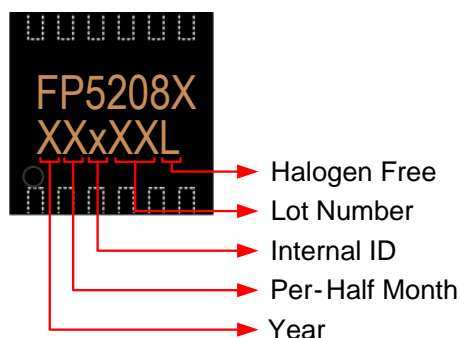 FP5208X
XXxXXL
Halogen Free
Lot Number
Internal ID
Per-Half Month
Year